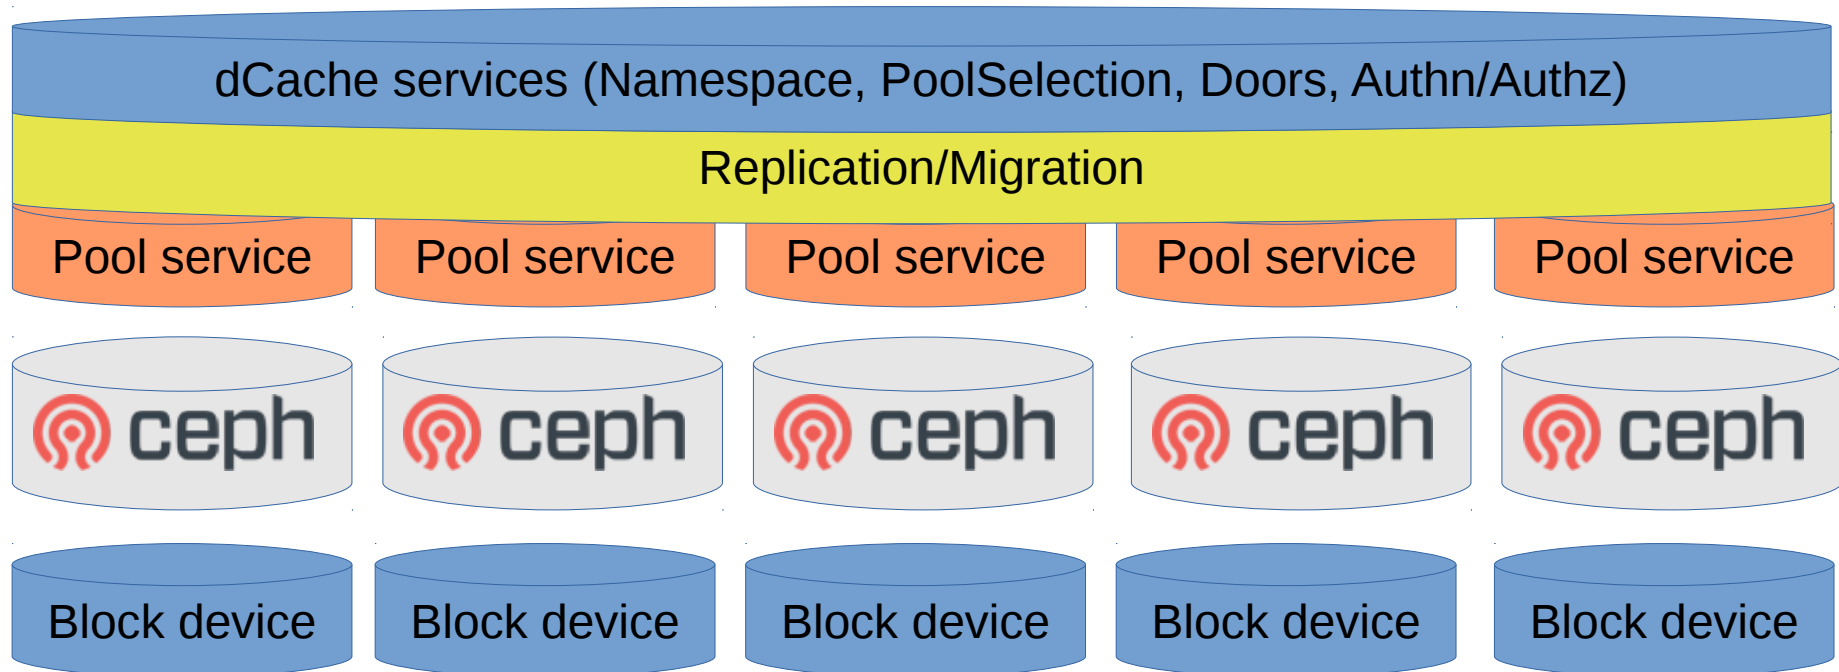 dCache services (Namespace, PoolSelection, Doors, Authn/Authz)
Replication/Migration
Pool service Pool service Pool service Pool service Pool service
ceph ceph ceph ceph ceph
Block device Block device Block device Block device Block device